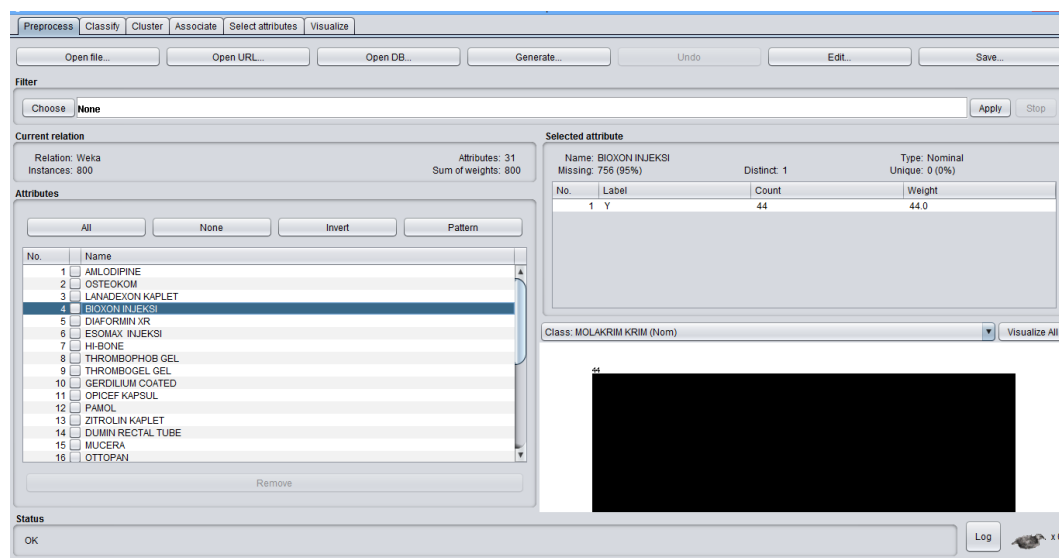 Preprocess Classify Cluster Associate Select attributes Visualize
Open file... Open URL... Open DB... Generate... Undo Edit... Save...
Filter
Choose None Apply Stop
Current relation
Relation: Weka Attributes: 31
Instances: 800 Sum of weights: 800
Attributes
All None Invert Pattern
No. Name
1 AMLODIPINE
2 OSTEOKOM
3 LANADEXON KAPLET
4 BIOXON INJEKSI
5 DIAFORMIN XR
6 ESOMAX INJEKSI
7 HI-BONE
8 THROMBOPHOB GEL
9 THROMBOGEL GEL
10 GERDILIUM COATED
11 OPICEF KAPSUL
12 PAMOL
13 ZITROLIN KAPLET
14 DUMIN RECTAL TUBE
15 MUCERA
16 OTTOPAN
Remove
Selected attribute
Name: BIOXON INJEKSI Type: Nominal
Missing: 756 (95%) Distinct: 1 Unique: 0 (0%)
No. Label Count Weight
1 Y 44 44.0
Class: MOLAKRIM KRIM (Nom) Visualize All
44
Status
OK Log x